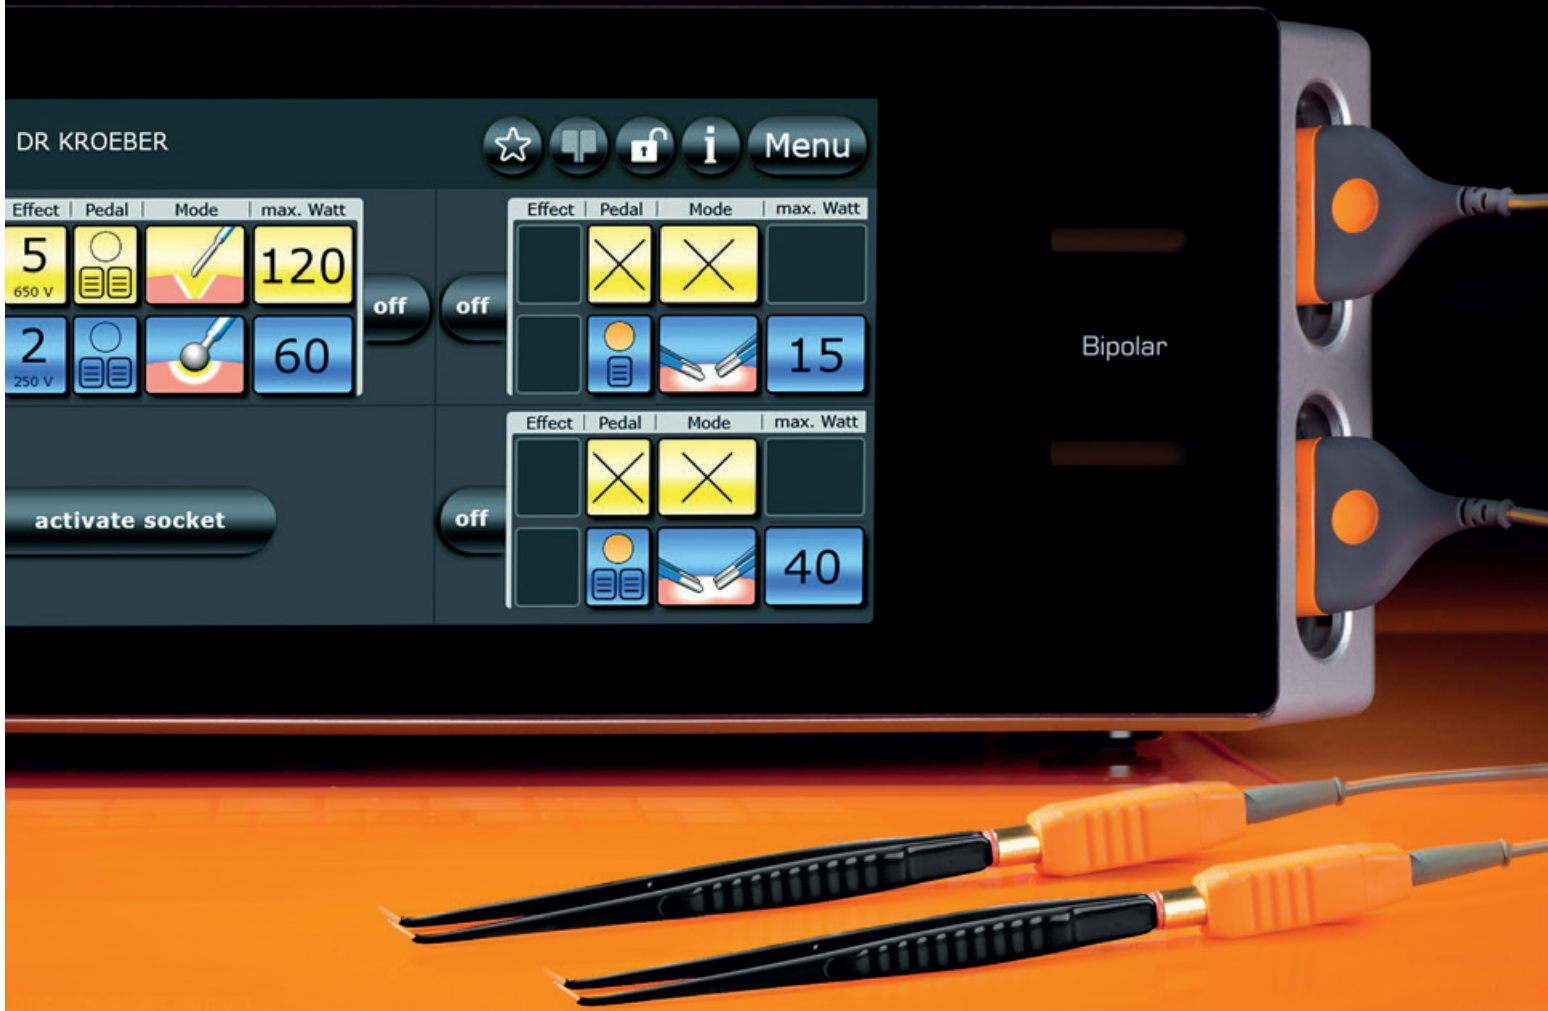 DR KROEBER
Menu
Effect | Pedal | Mode | max. Watt
5
650 V
120
off
2
250 V
60
Effect | Pedal | Mode | max. Watt
off
15
Bipolar
activate socket
Effect | Pedal | Mode | max. Watt
off
40